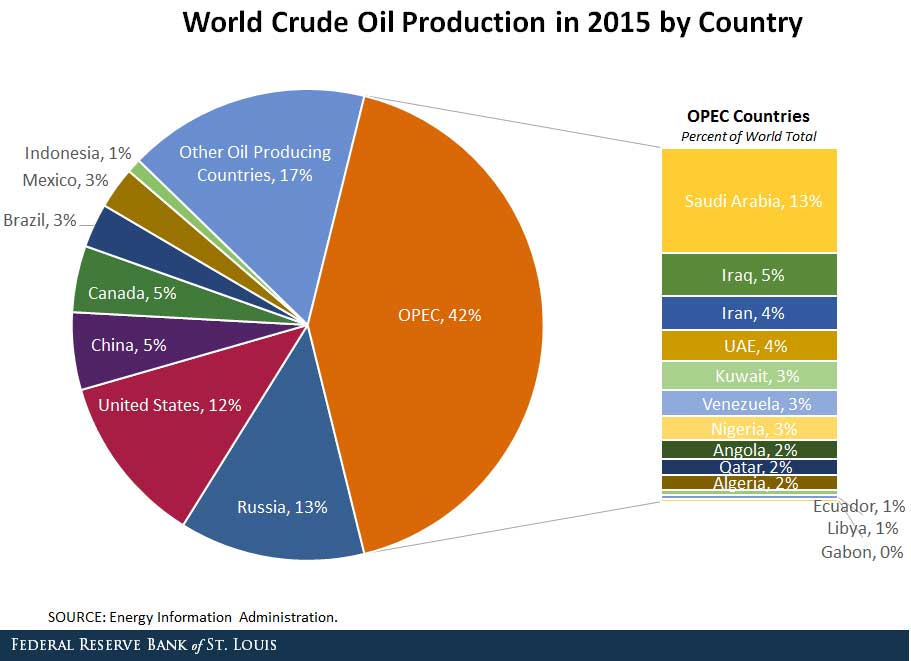 World Crude Oil Production in 2015 by Country
OPEC Countries
Percent of World Total
Other Oil Producing
Countries, 17%
Indonesia, 1%
Mexico, 3%
Brazil, 3%
Canada, 5%
China, 5%
United States, 12%
Russia, 13%
OPEC, 42%
Saudi Arabia, 13%
Iraq, 5%
Iran, 4%
UAE, 4%
Kuwait, 3%
Venezuela, 3%
Nigeria, 3%
Angola, 2%
Qatar, 2%
Algeria, 2%
Ecuador, 1%
Libya, 1%
Gabon, 0%
SOURCE: Energy Information Administration.
FEDERAL RESERVE BANK of ST. LOUIS